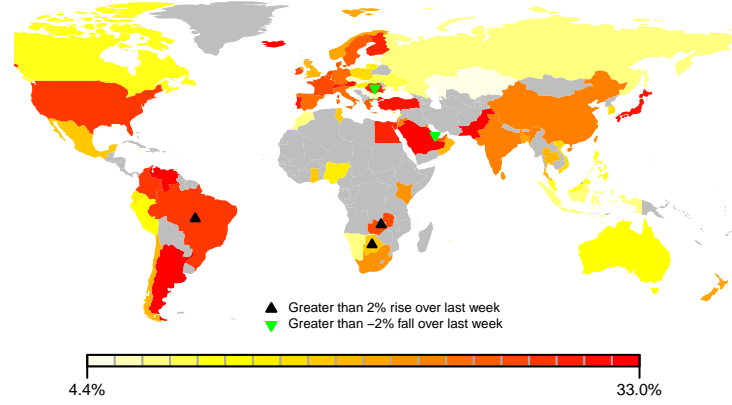 Greater than 2% rise over last week
Greater than −2% fall over last week
4.4%
33.0%